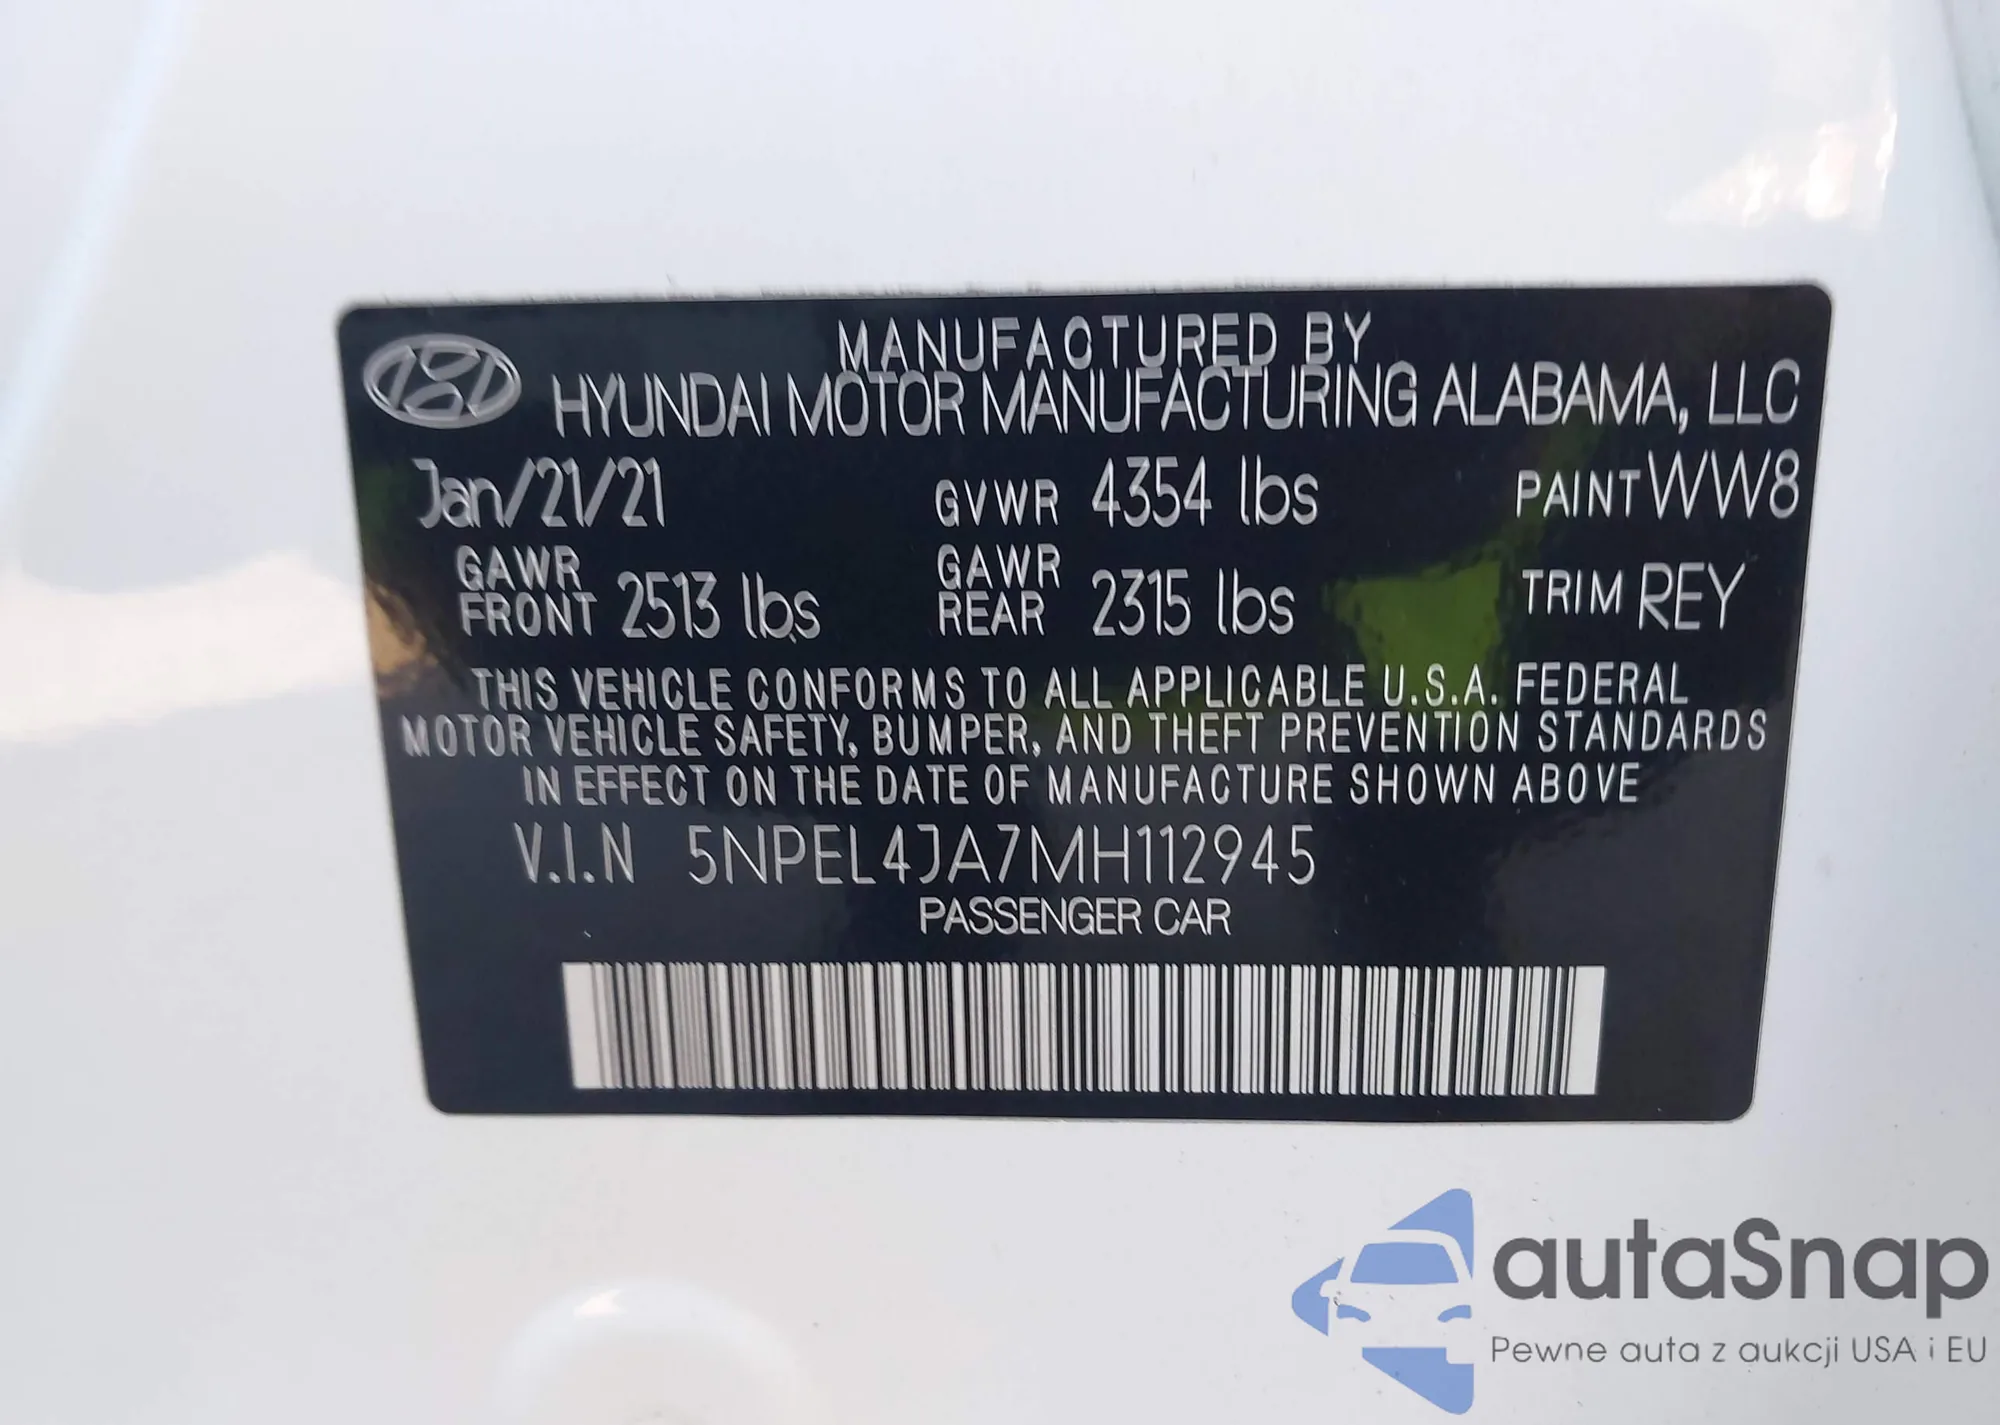 MANUFACTURED BY
HYUNDAI MOTOR MANUFACTURING ALABAMA, LLC
Jan/21/21 GVWR 4354 lbs PAINT WW8
GAWR FRONT 2513 lbs GAWR REAR 2315 lbs TRIM REY
THIS VEHICLE CONFORMS TO ALL APPLICABLE U.S.A. FEDERAL
MOTOR VEHICLE SAFETY, BUMPER, AND THEFT PREVENTION STANDARDS
IN EFFECT ON THE DATE OF MANUFACTURE SHOWN ABOVE
V.I.N 5NPEL4JA7MH112945
PASSENGER CAR
autaSnap
Pewne auta z aukcji USA i EU